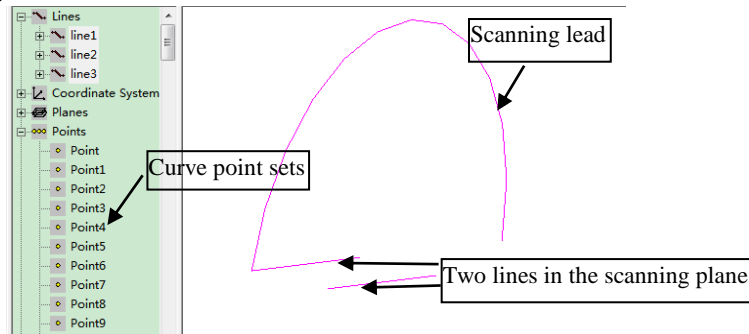 Lines
line1
line2
line3
Coordinate System
Planes
Points
Point
Point1
Point2
Point3
Point4
Point5
Point6
Point7
Point8
Point9
Scanning lead
Curve point sets
Two lines in the scanning plane